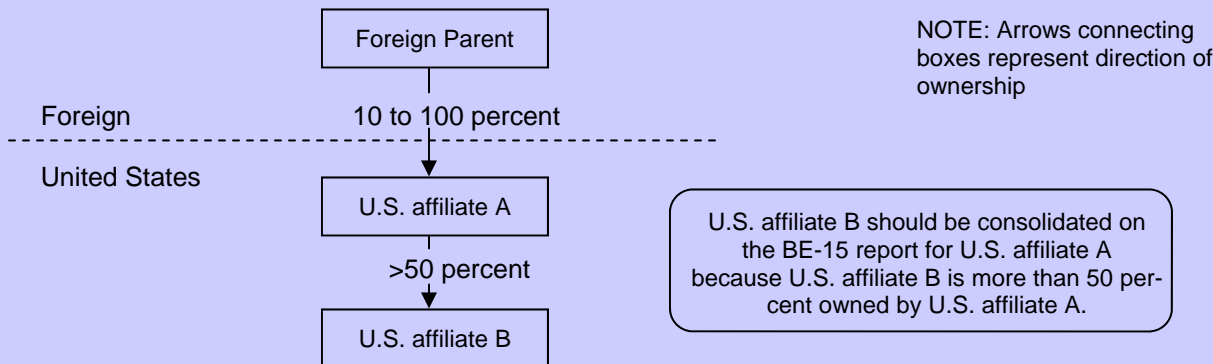 Foreign Parent
NOTE: Arrows connecting
boxes represent direction of
ownership
Foreign
10 to 100 percent
United States
U.S. affiliate A
U.S. affiliate B should be consolidated on
the BE-15 report for U.S. affiliate A
because U.S. affiliate B is more than 50 per-
cent owned by U.S. affiliate A.
>50 percent
U.S. affiliate B